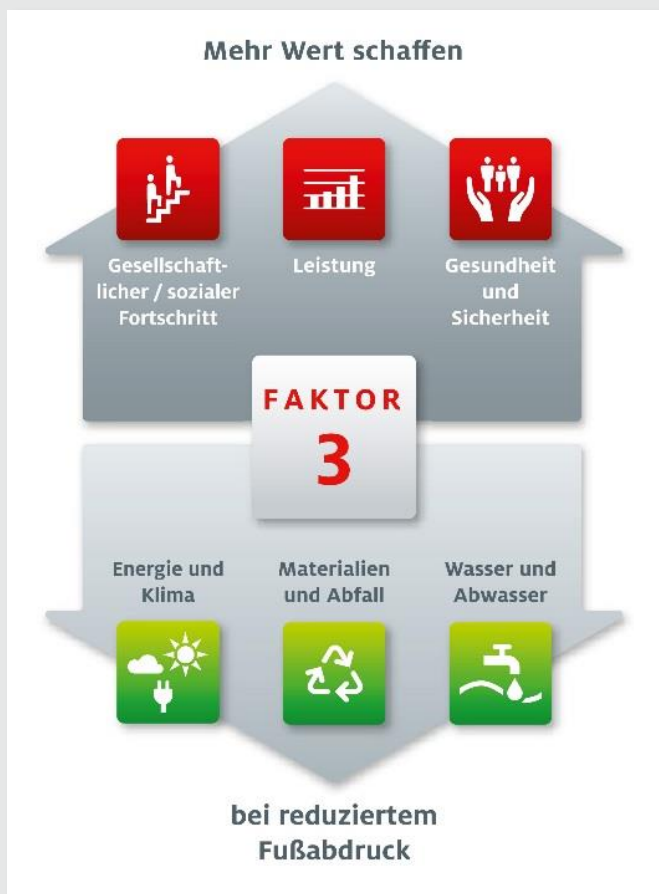 Mehr Wert schaffen
Gesellschaft-
licher / sozialer
Fortschritt
Leistung
Gesundheit
und
Sicherheit
FAKTOR
3
Energie und
Klima
Materialien
und Abfall
Wasser und
Abwasser
bei reduziertem
Fußabdruck